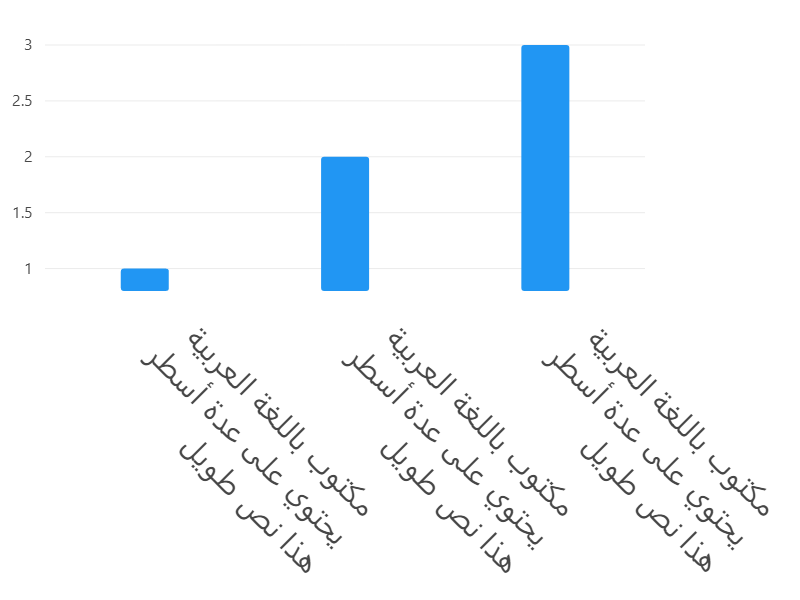 3
2.5
2
1.5
1
مكتوب باللغة العربية
يحتوي على عدة أسطر
هذا نص طويل
مكتوب باللغة العربية
يحتوي على عدة أسطر
هذا نص طويل
مكتوب باللغة العربية
يحتوي على عدة أسطر
هذا نص طويل